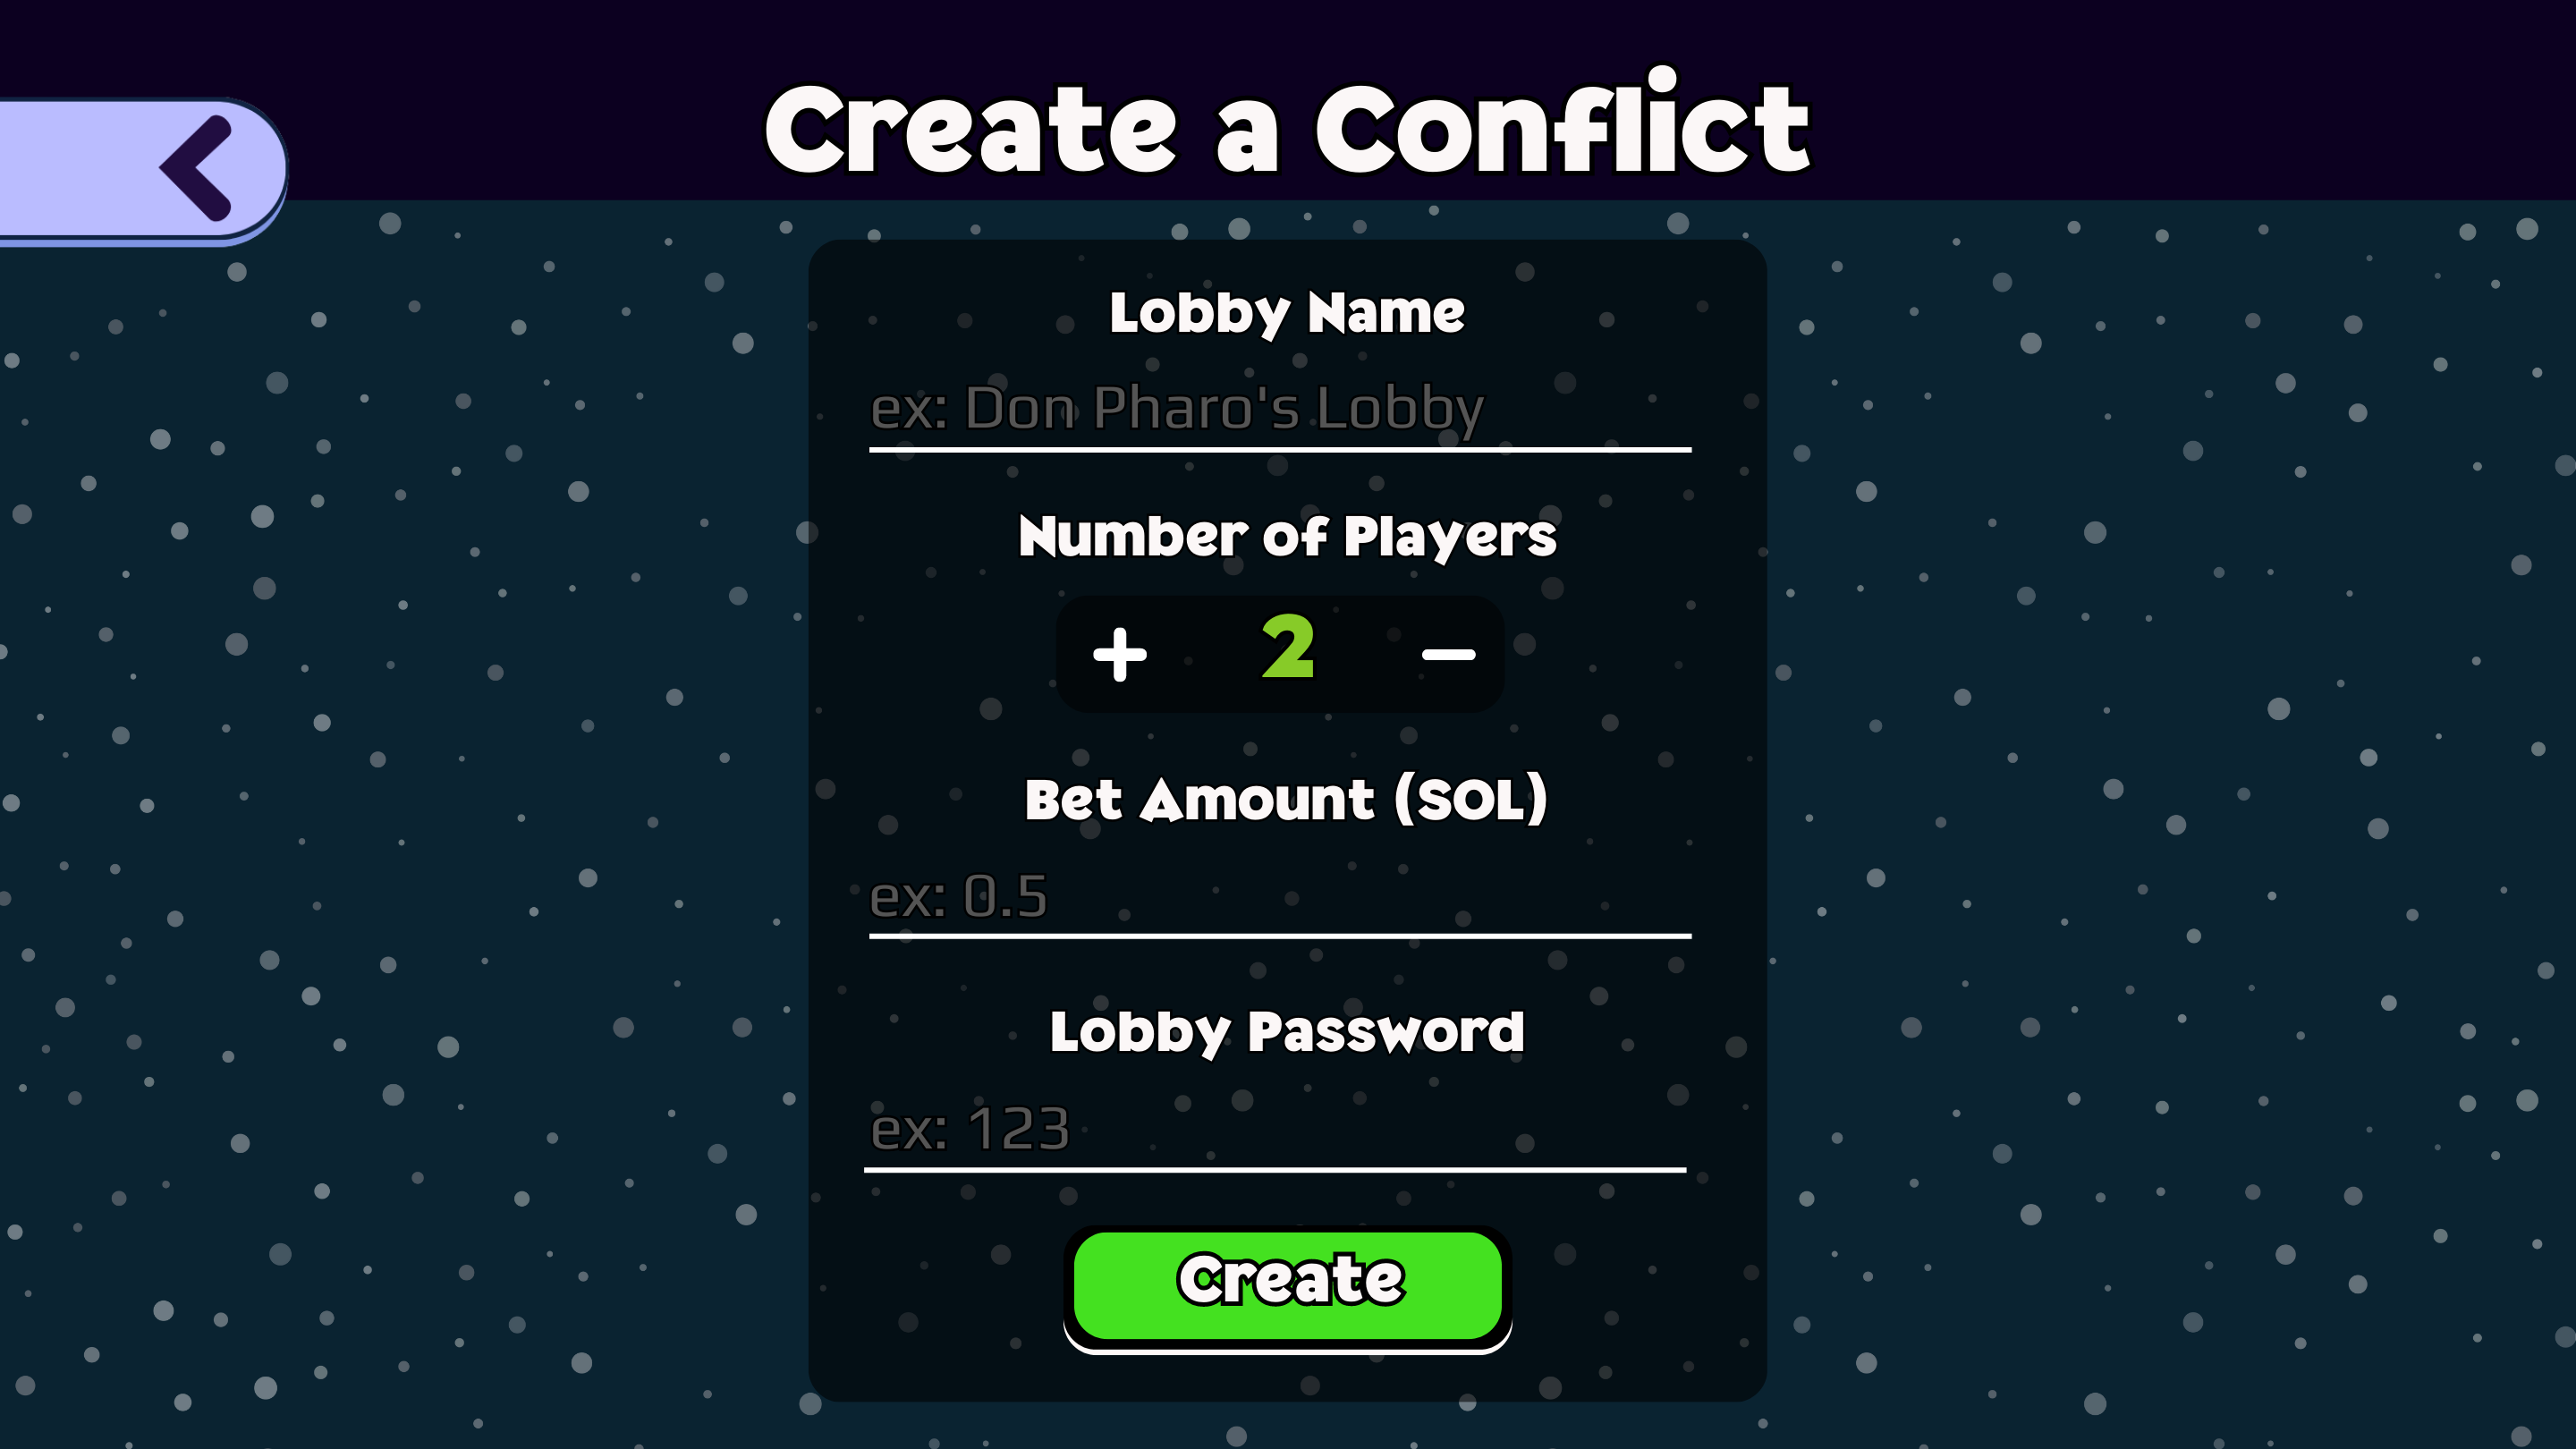 Create a Conflict
Lobby Name
ex: Don Pharo's Lobby
Number of Players
+ 2 −
Bet Amount (SOL)
ex: 0.5
Lobby Password
ex: 123
Create